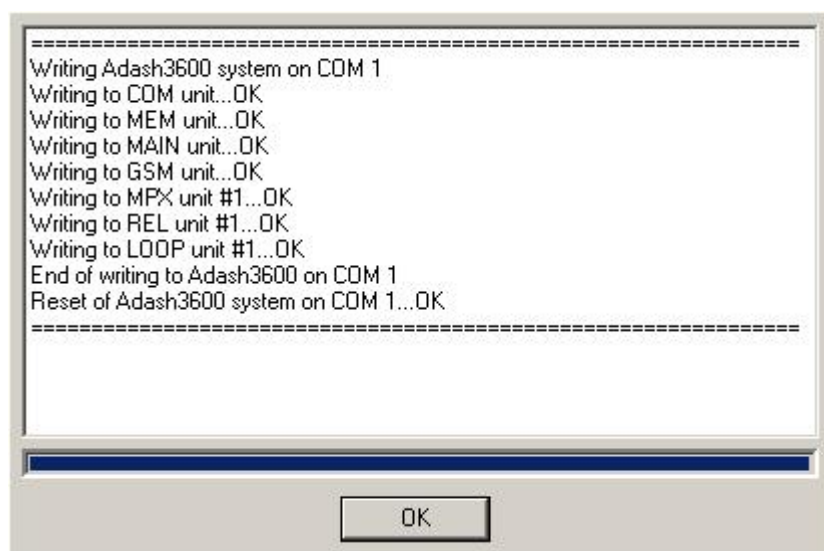 ================================================================
Writing Adash3600 system on COM 1
Writing to COM unit...OK
Writing to MEM unit...OK
Writing to MAIN unit...OK
Writing to GSM unit...OK
Writing to MPX unit #1...OK
Writing to REL unit #1...OK
Writing to LOOP unit #1...OK
End of writing to Adash3600 on COM 1
Reset of Adash3600 system on COM 1...OK
================================================================
OK